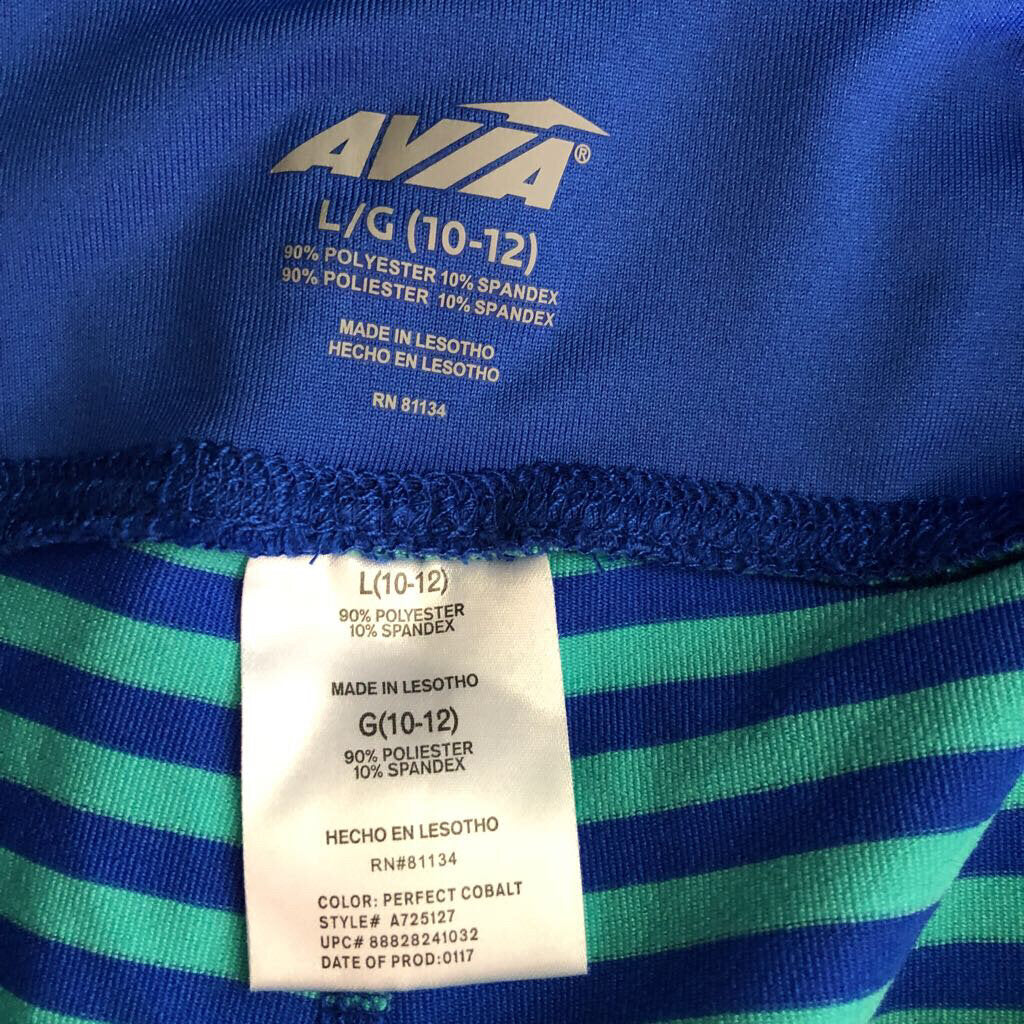 AVIA®
L/G (10-12)
90% POLYESTER 10% SPANDEX
90% POLIESTER 10% SPANDEX
MADE IN LESOTHO
HECHO EN LESOTHO
RN 81134
L(10-12)
90% POLYESTER
10% SPANDEX
MADE IN LESOTHO
G(10-12)
90% POLIESTER
10% SPANDEX
HECHO EN LESOTHO
RN#81134
COLOR: PERFECT COBALT
STYLE# A725127
UPC# 88828241032
DATE OF PROD:0117